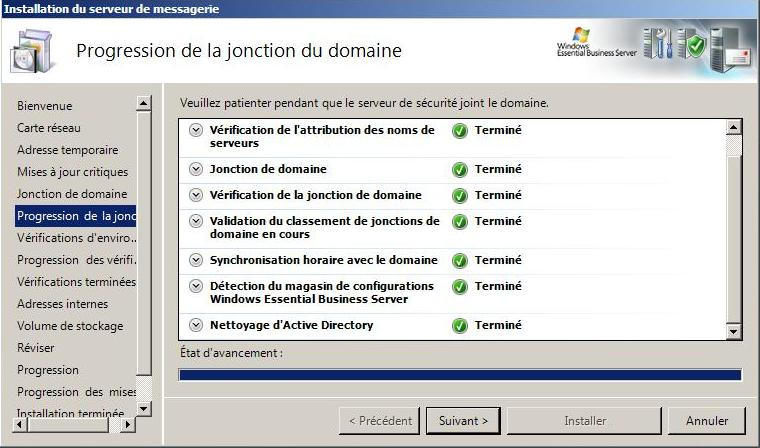 Installation du serveur de messagerie
Progression de la jonction du domaine
Windows
Essential Business Server
Bienvenue
Carte réseau
Adresse temporaire
Mises à jour critiques
Jonction de domaine
Progression de la jonc
Vérifications d'enviro..
Progression des vérifi..
Vérifications terminées
Adresses internes
Volume de stockage
Réviser
Progression
Progression des mises
Installation terminée
Veuillez patienter pendant que le serveur de sécurité joint le domaine.
Vérification de l'attribution des noms de
serveurs
Terminé
Jonction de domaine
Terminé
Vérification de la jonction de domaine
Terminé
Validation du classement de jonctions de
domaine en cours
Terminé
Synchronisation horaire avec le domaine
Terminé
Détection du magasin de configurations
Windows Essential Business Server
Terminé
Nettoyage d'Active Directory
Terminé
État d'avancement :
< Précédent
Suivant >
Installer
Annuler